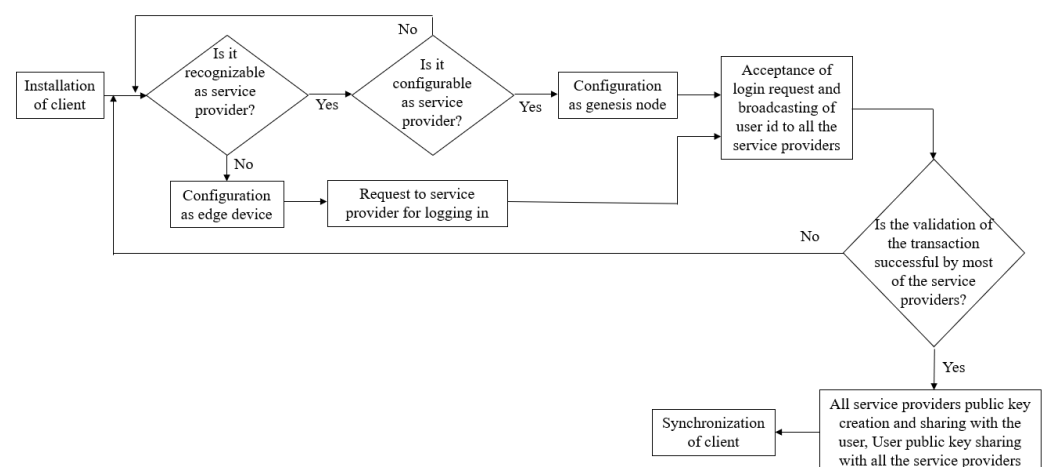 No
Installation
of client
Is it
recognizable
as service
provider?
Yes
Is it
configurable
as service
provider?
Yes
Configuration
as genesis node
Acceptance of
login request and
broadcasting of
user id to all the
service providers
No
Configuration
as edge device
Request to service
provider for logging in
No
Is the validation of
the transaction
successful by most
of the service
providers?
Yes
All service providers public key
creation and sharing with the
user, User public key sharing
with all the service providers
Synchronization
of client